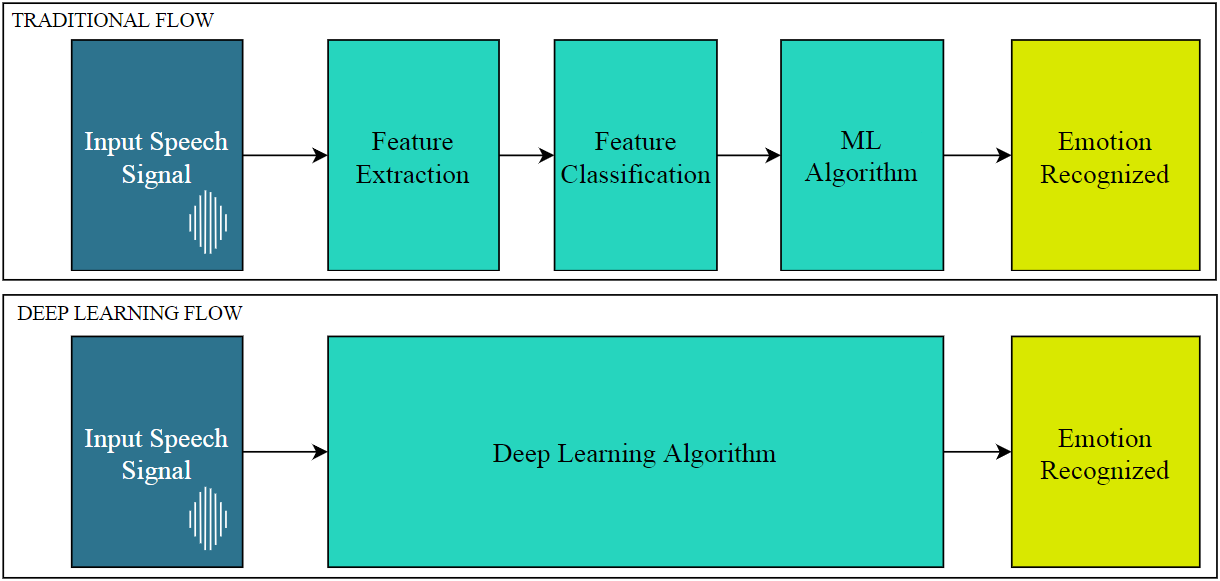 TRADITIONAL FLOW
Input Speech
Signal
Feature
Extraction
Feature
Classification
ML
Algorithm
Emotion
Recognized
DEEP LEARNING FLOW
Input Speech
Signal
Deep Learning Algorithm
Emotion
Recognized